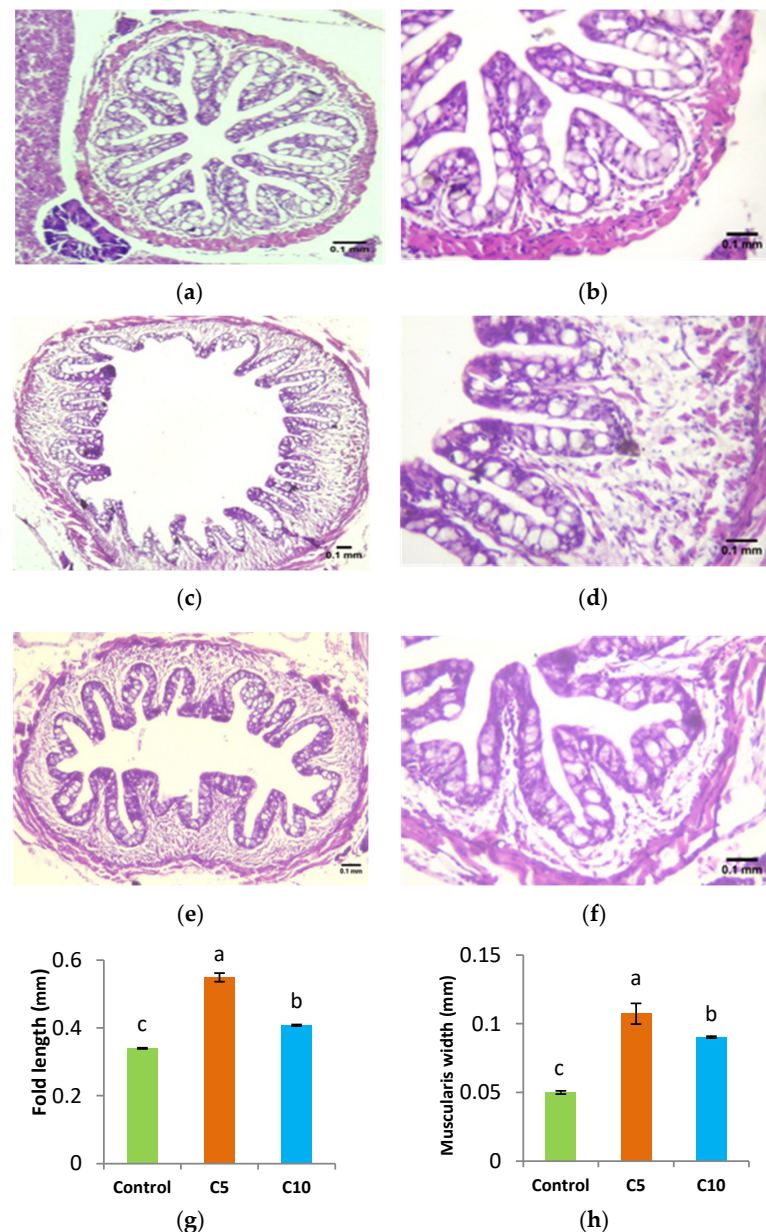 0.1 mm
0.1 mm
(a)
(b)
0.1 mm
0.1 mm
(c)
(d)
0.1 mm
0.1 mm
(e)
(f)
Fold length (mm)
0.6
0.4
0.2
0
a
b
c
Control C5 C10
(g)
Muscularis width (mm)
0.15
0.1
0.05
0
a
b
c
Control C5 C10
(h)